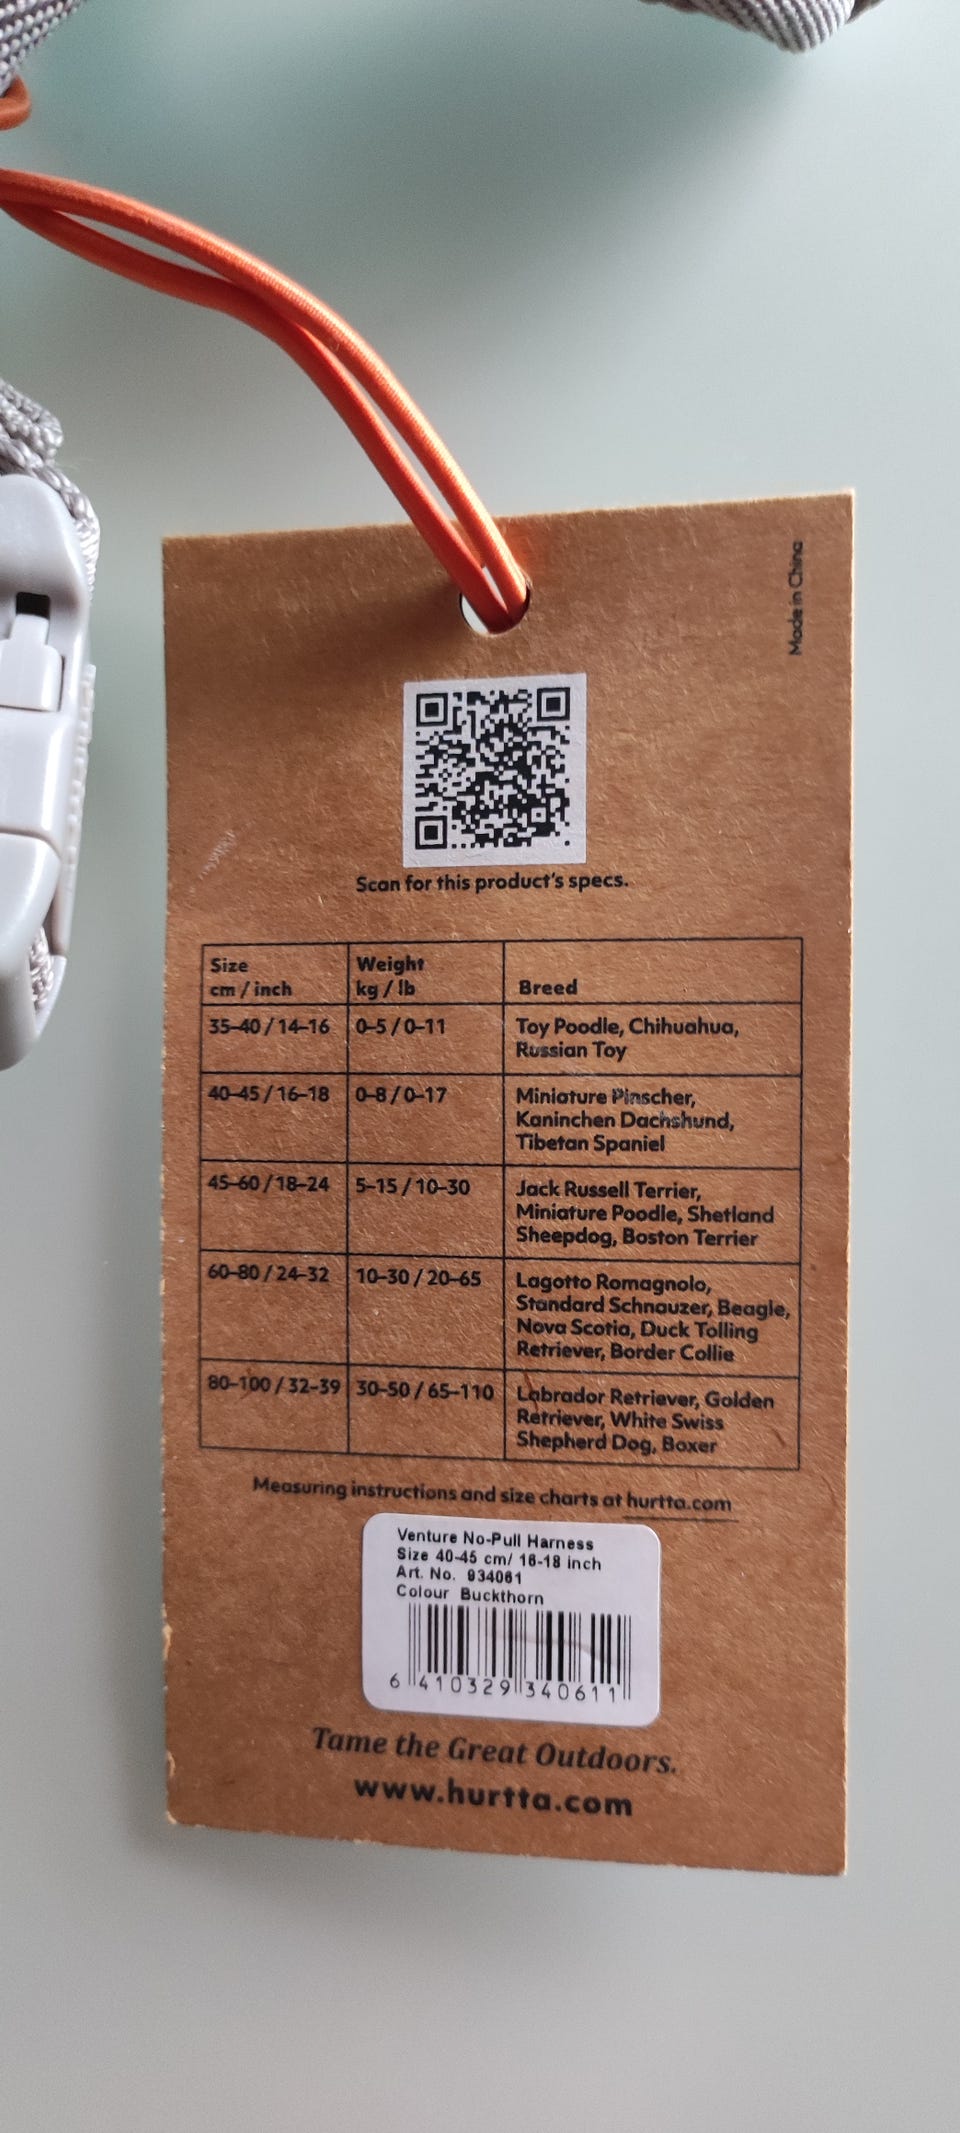 Made in China
Scan for this product's specs.
Size
cm / inch
Weight
kg / lb
Breed
35–40 / 14–16
0–5 / 0–11
Toy Poodle, Chihuahua,
Russian Toy
40–45 / 16–18
0–8 / 0–17
Miniature Pinscher,
Kaninchen Dachshund,
Tibetan Spaniel
45–60 / 18–24
5–15 / 10–30
Jack Russell Terrier,
Miniature Poodle, Shetland
Sheepdog, Boston Terrier
60–80 / 24–32
10–30 / 20–65
Lagotto Romagnolo,
Standard Schnauzer, Beagle,
Nova Scotia, Duck Tolling
Retriever, Border Collie
80–100 / 32–39
30–50 / 65–110
Labrador Retriever, Golden
Retriever, White Swiss
Shepherd Dog, Boxer
Measuring instructions and size charts at hurtta.com
Venture No-Pull Harness
Size 40-45 cm/ 16-18 inch
Art. No. 934061
Colour Buckthorn
6 410329 340611
Tame the Great Outdoors.
www.hurtta.com